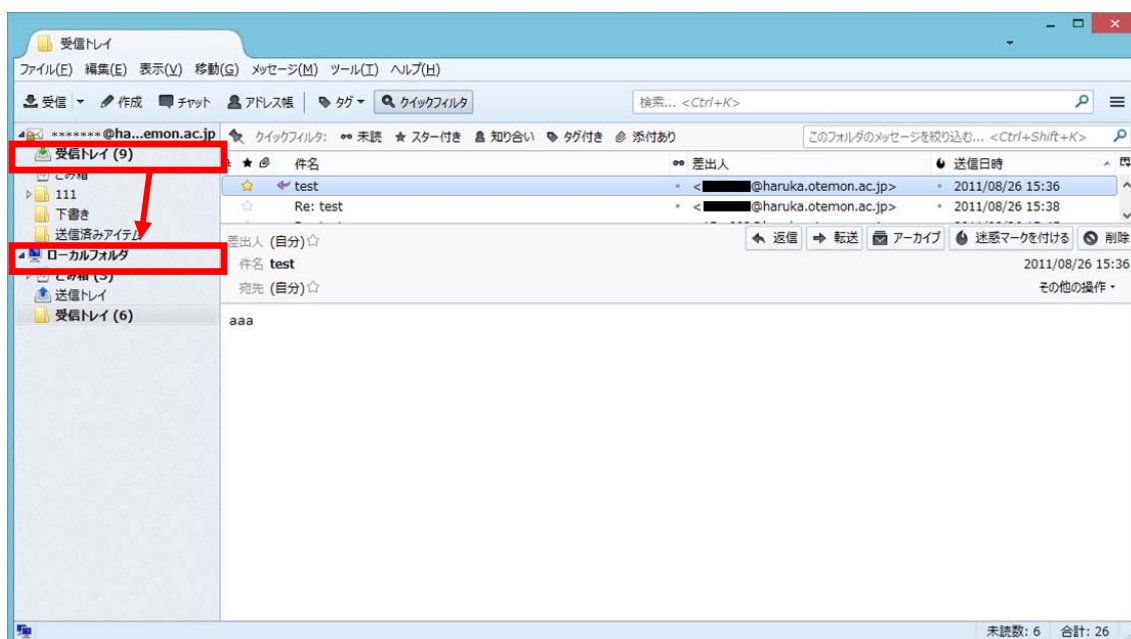 受信トレイ
ファイル(F) 編集(E) 表示(V) 移動(G) メッセージ(M) ツール(T) ヘルプ(H)
受信 作成 チャット アドレス帳 タグ クイックフィルタ 検索... <Ctrl+K>
*******@ha...emon.ac.jp クイックフィルタ: 未読 スター付き 知り合い タグ付き 添付あり このフォルダのメッセージを絞り込む... <Ctrl+Shift+K>
受信トレイ (9) 件名 差出人 送信日時
ごみ箱
111 test < @haruka.otemon.ac.jp> 2011/08/26 15:36
下書き Re: test < @haruka.otemon.ac.jp> 2011/08/26 15:38
送信済みアイテム 差出人 (自分) 返信 転送 アーカイブ 迷惑マークを付ける 削除
ローカルフォルダ 件名 test 2011/08/26 15:36
ごみ箱 (3) 宛先 (自分) その他の操作
送信トレイ
受信トレイ (6) aaa
未読数: 6 合計: 26